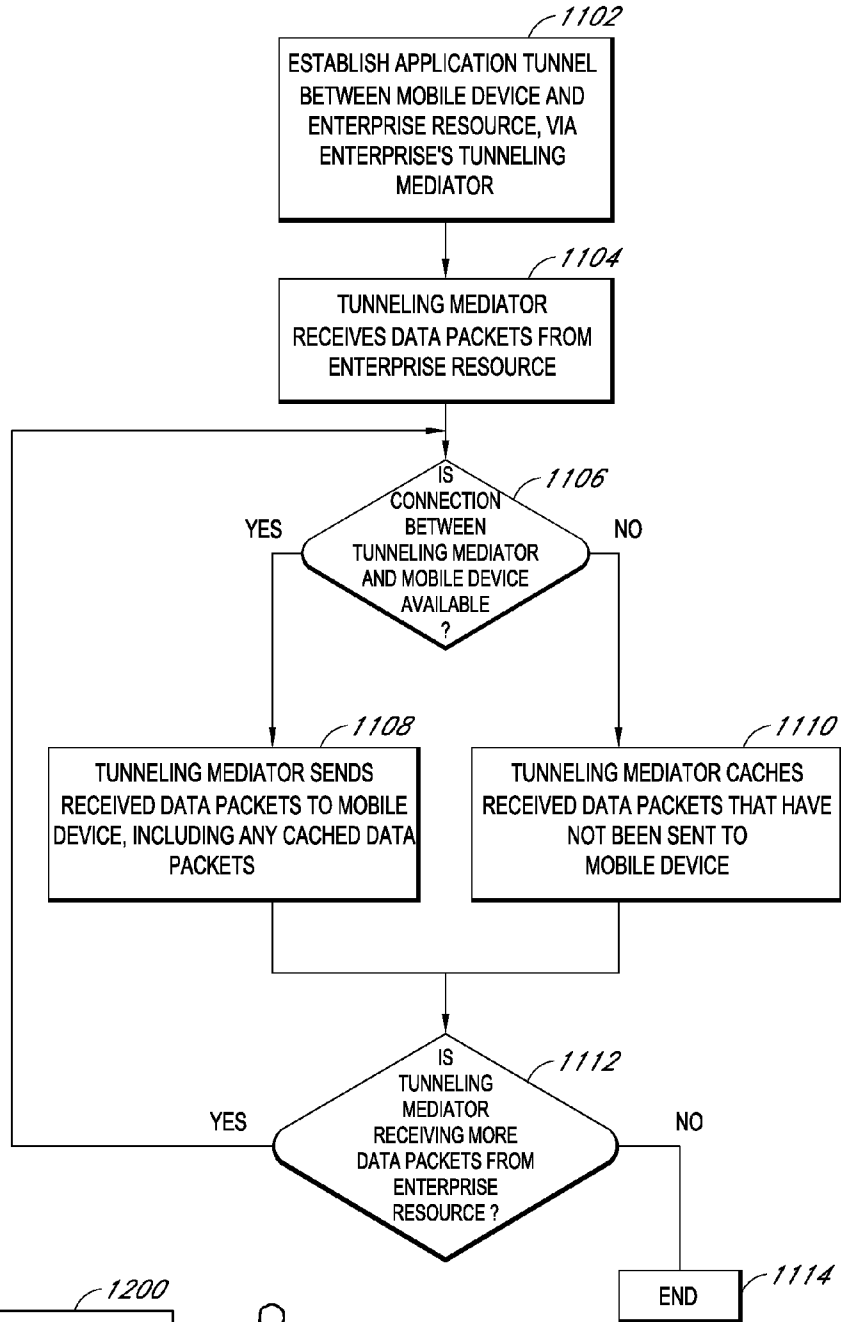 1102
ESTABLISH APPLICATION TUNNEL
BETWEEN MOBILE DEVICE AND
ENTERPRISE RESOURCE, VIA
ENTERPRISE'S TUNNELING
MEDIATOR
1104
TUNNELING MEDIATOR
RECEIVES DATA PACKETS FROM
ENTERPRISE RESOURCE
1106
IS
CONNECTION
BETWEEN
TUNNELING MEDIATOR
AND MOBILE DEVICE
AVAILABLE
?
YES
NO
1108
TUNNELING MEDIATOR SENDS
RECEIVED DATA PACKETS TO MOBILE
DEVICE, INCLUDING ANY CACHED DATA
PACKETS
1110
TUNNELING MEDIATOR CACHES
RECEIVED DATA PACKETS THAT HAVE
NOT BEEN SENT TO
MOBILE DEVICE
1112
IS
TUNNELING
MEDIATOR
RECEIVING MORE
DATA PACKETS FROM
ENTERPRISE
RESOURCE ?
YES
NO
1114
END
1200